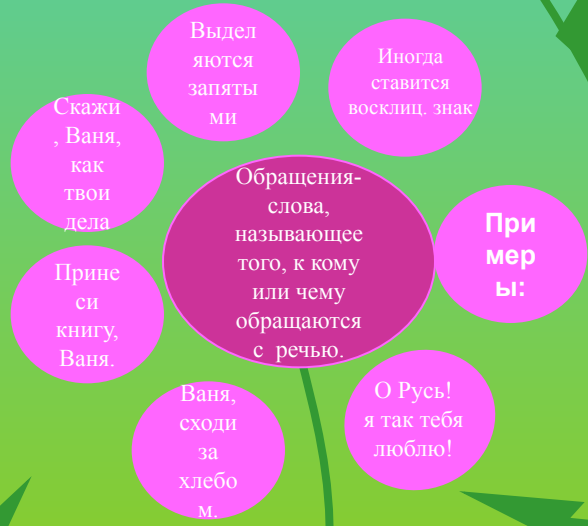 Выдел
яются
запяты
ми
Иногда
ставится
восклиц. знак
Скажи
, Ваня,
как
твои
дела
Обращения-
слова,
называющее
того, к кому
или чему
обращаются
с речью.
При
мер
ы:
Прине
си
книгу,
Ваня.
Ваня,
сходи
за
хлебо
м.
О Русь!
я так тебя
люблю!